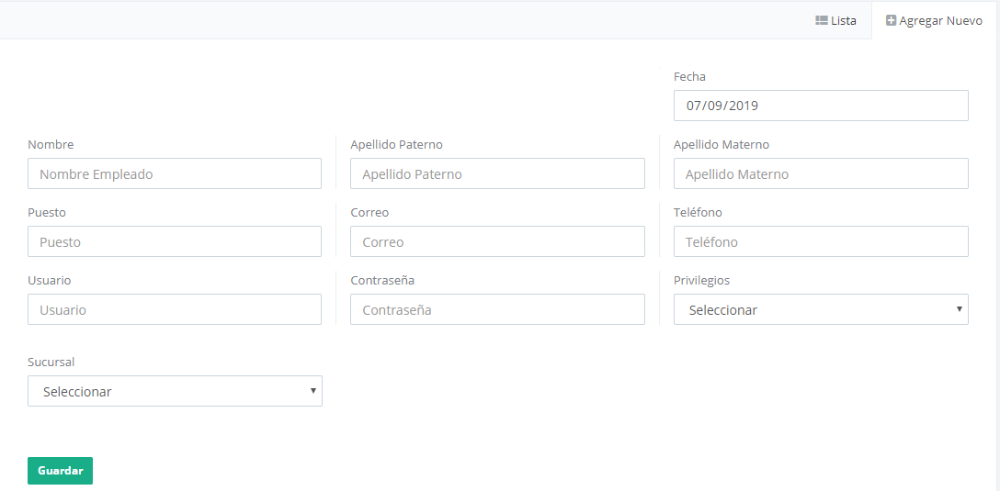 Lista Agregar Nuevo
Fecha
07/09/2019
Nombre Apellido Paterno Apellido Materno
Nombre Empleado Apellido Paterno Apellido Materno
Puesto Correo Teléfono
Puesto Correo Teléfono
Usuario Contraseña Privilegios
Usuario Contraseña Seleccionar
Sucursal
Seleccionar
Guardar